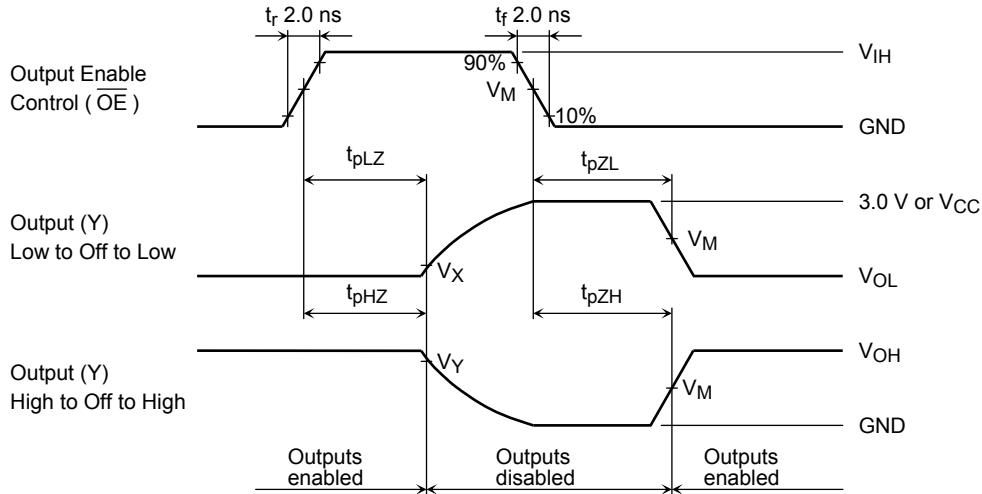 tr 2.0 ns
tf 2.0 ns
Output Enable
Control ( OE )
90%
VM
10%
VIH
GND
tpLZ
tpZL
Output (Y)
Low to Off to Low
VX
VM
3.0 V or VCC
VOL
tpHZ
tpZH
Output (Y)
High to Off to High
VY
VM
VOH
GND
Outputs
enabled
Outputs
disabled
Outputs
enabled